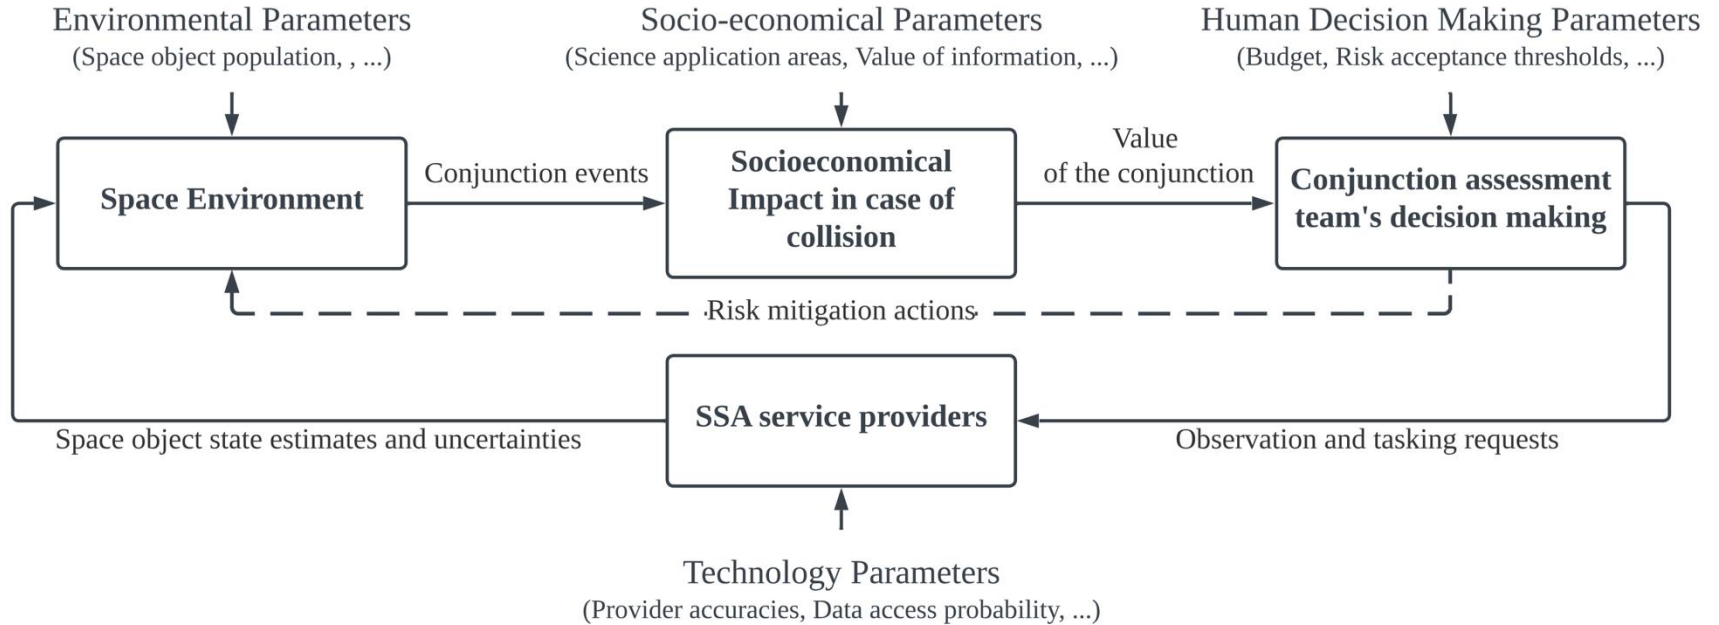 Environmental Parameters
(Space object population, , ...)
Socio-economical Parameters
(Science application areas, Value of information, ...)
Human Decision Making Parameters
(Budget, Risk acceptance thresholds, ...)
Space Environment
Conjunction events
Socioeconomical
Impact in case of
collision
Value
of the conjunction
Conjunction assessment
team's decision making
Risk mitigation actions
SSA service providers
Space object state estimates and uncertainties
Observation and tasking requests
Technology Parameters
(Provider accuracies, Data access probability, ...)